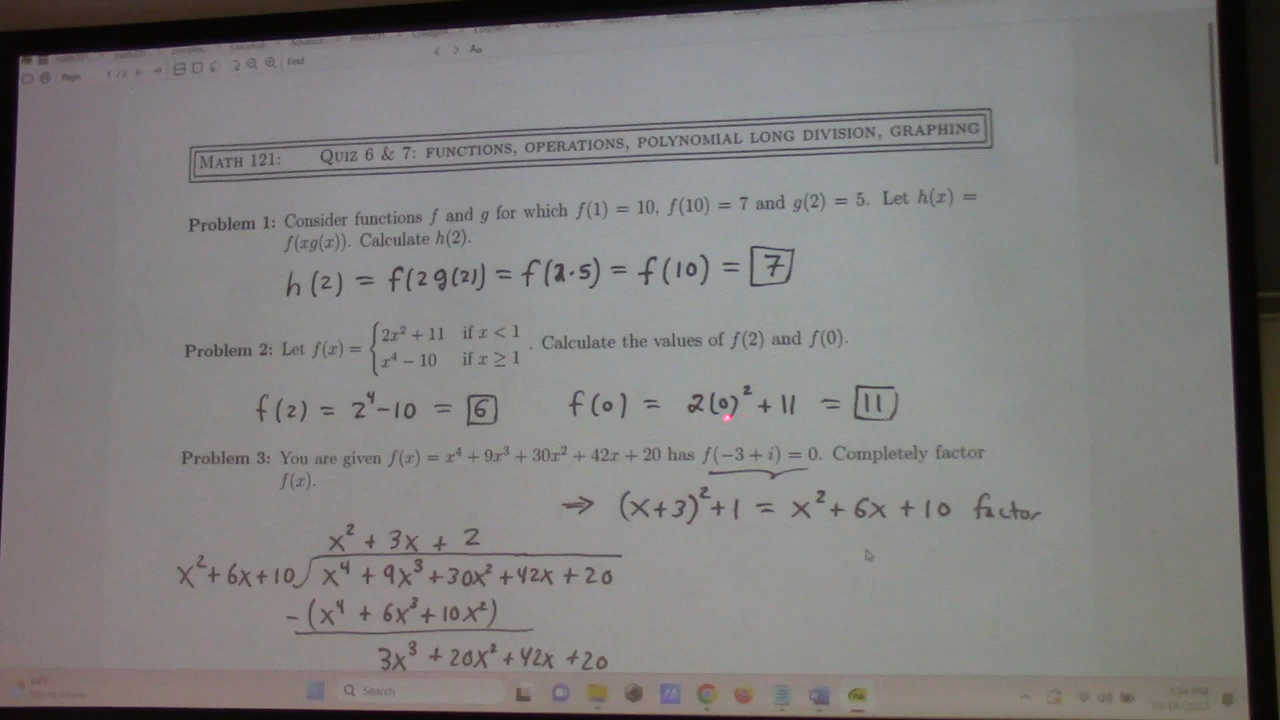 Page 1 / 2
Find
MATH 121: QUIZ 6 & 7: FUNCTIONS, OPERATIONS, POLYNOMIAL LONG DIVISION, GRAPHING
Problem 1: Consider functions f and g for which f(1) = 10, f(10) = 7 and g(2) = 5. Let h(x) =
f(xg(x)). Calculate h(2).
h(2) = f(2g(2)) = f(2·5) = f(10) = 7
Problem 2: Let f(x) = { 2x² + 11 if x < 1
x⁴ − 10 if x ≥ 1 . Calculate the values of f(2) and f(0).
f(2) = 2⁴-10 = 6 f(0) = 2(0)² + 11 = 11
Problem 3: You are given f(x) = x⁴ + 9x³ + 30x² + 42x + 20 has f(−3 + i) = 0. Completely factor
f(x).
⇒ (x+3)²+1 = x²+6x+10 factor
x² + 3x + 2
x²+6x+10 x⁴ + 9x³+30x²+42x+20
-(x⁴ + 6x³+10x²)
3x³+20x²+42x+20
Search